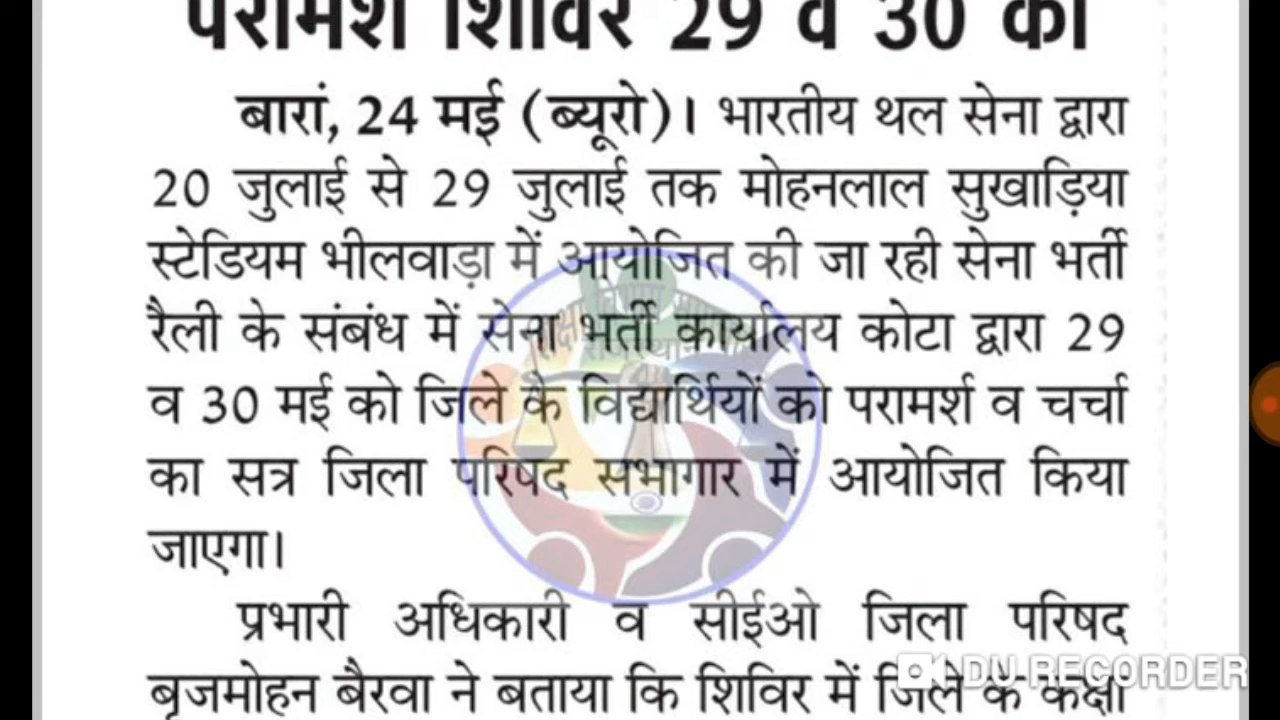 परामर्श शिविर 29 व 30 को
बारां, 24 मई (ब्यूरो)। भारतीय थल सेना द्वारा
20 जुलाई से 29 जुलाई तक मोहनलाल सुखाड़िया
स्टेडियम भीलवाड़ा में आयोजित की जा रही सेना भर्ती
रैली के संबंध में सेना भर्ती कार्यालय कोटा द्वारा 29
व 30 मई को जिले के विद्यार्थियों को परामर्श व चर्चा
का सत्र जिला परिषद सभागार में आयोजित किया
जाएगा।
प्रभारी अधिकारी व सीईओ जिला परिषद
बृजमोहन बैरवा ने बताया कि शिविर में जिले के कक्षा
DU RECORDER